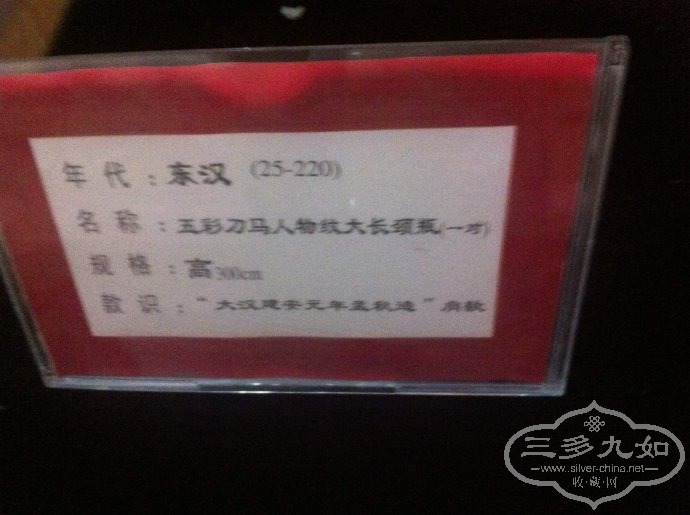 年代：东汉 (25-220)
名称：五彩刀马人物纹大长颈瓶(一对)
规格：高300cm
款识："大汉建安元年孟秋造"肩款
三多九如
www.silver-china.net
收·藏·网